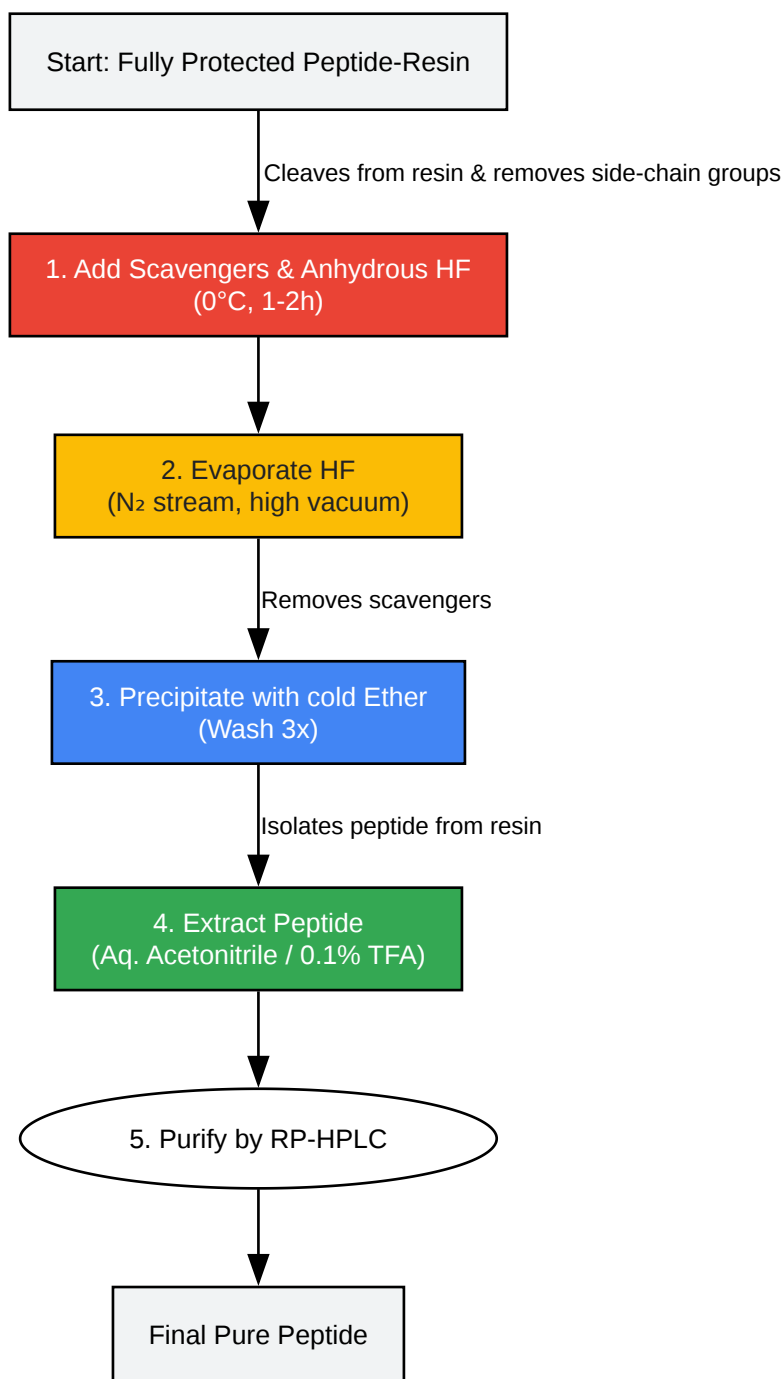 Start: Fully Protected Peptide-Resin
Cleaves from resin & removes side-chain groups
1. Add Scavengers & Anhydrous HF
(0°C, 1-2h)
2. Evaporate HF
(N₂ stream, high vacuum)
Removes scavengers
3. Precipitate with cold Ether
(Wash 3x)
Isolates peptide from resin
4. Extract Peptide
(Aq. Acetonitrile / 0.1% TFA)
5. Purify by RP-HPLC
Final Pure Peptide